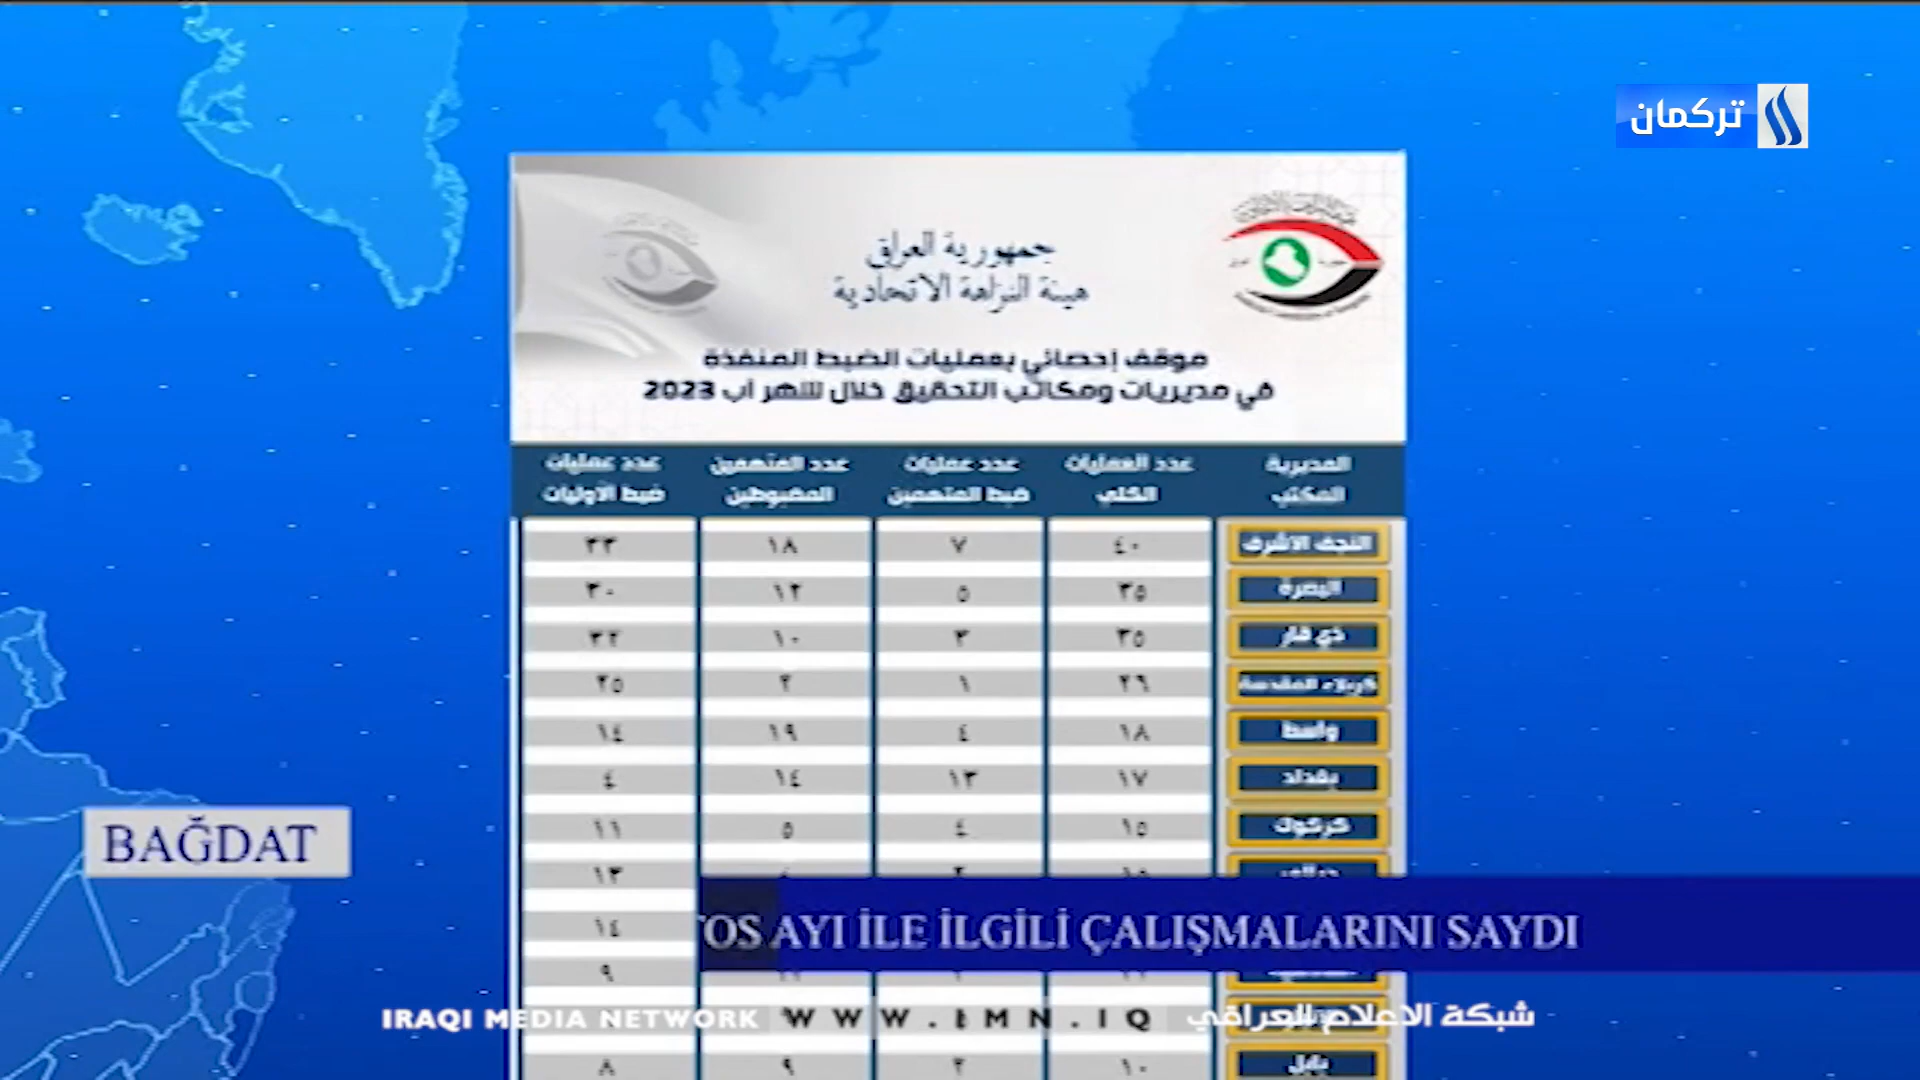 تركمان
جمهورية العراق
هيئة النزاهة الاتحادية
موقف إحصائي بعمليات الضبط المنفذة
في مديريات ومكاتب التحقيق خلال شهر آب 2023
المديرية المكتب عدد العمليات الكلي عدد عمليات ضبط المتهمين عدد المتهمين المضبوطين عدد عمليات ضبط الأوليات
النجف الاشرف ٤٠ ٧ ١٨ ٣٣
البصرة ٣٥ ٥ ١٢ ٣٠
ذي قار ٣٥ ٣ ١٠ ٣٢
كربلاء المقدسة ٢٦ ١ ٢ ٢٥
واسط ١٨ ٤ ١٩ ١٤
بغداد ١٧ ١٣ ١٤ ٤
كركوك ١٥ ٤ ٥ ١١
١٣
١٤
٩
بابل ١٠ ٢ ٩ ٨
BAĞDAT
TOS AYI İLE İLGİLİ ÇALIŞMALARINI SAYDI
IRAQI MEDIA NETWORK WWW.IMN.IQ شبكة الاعلام العراقي